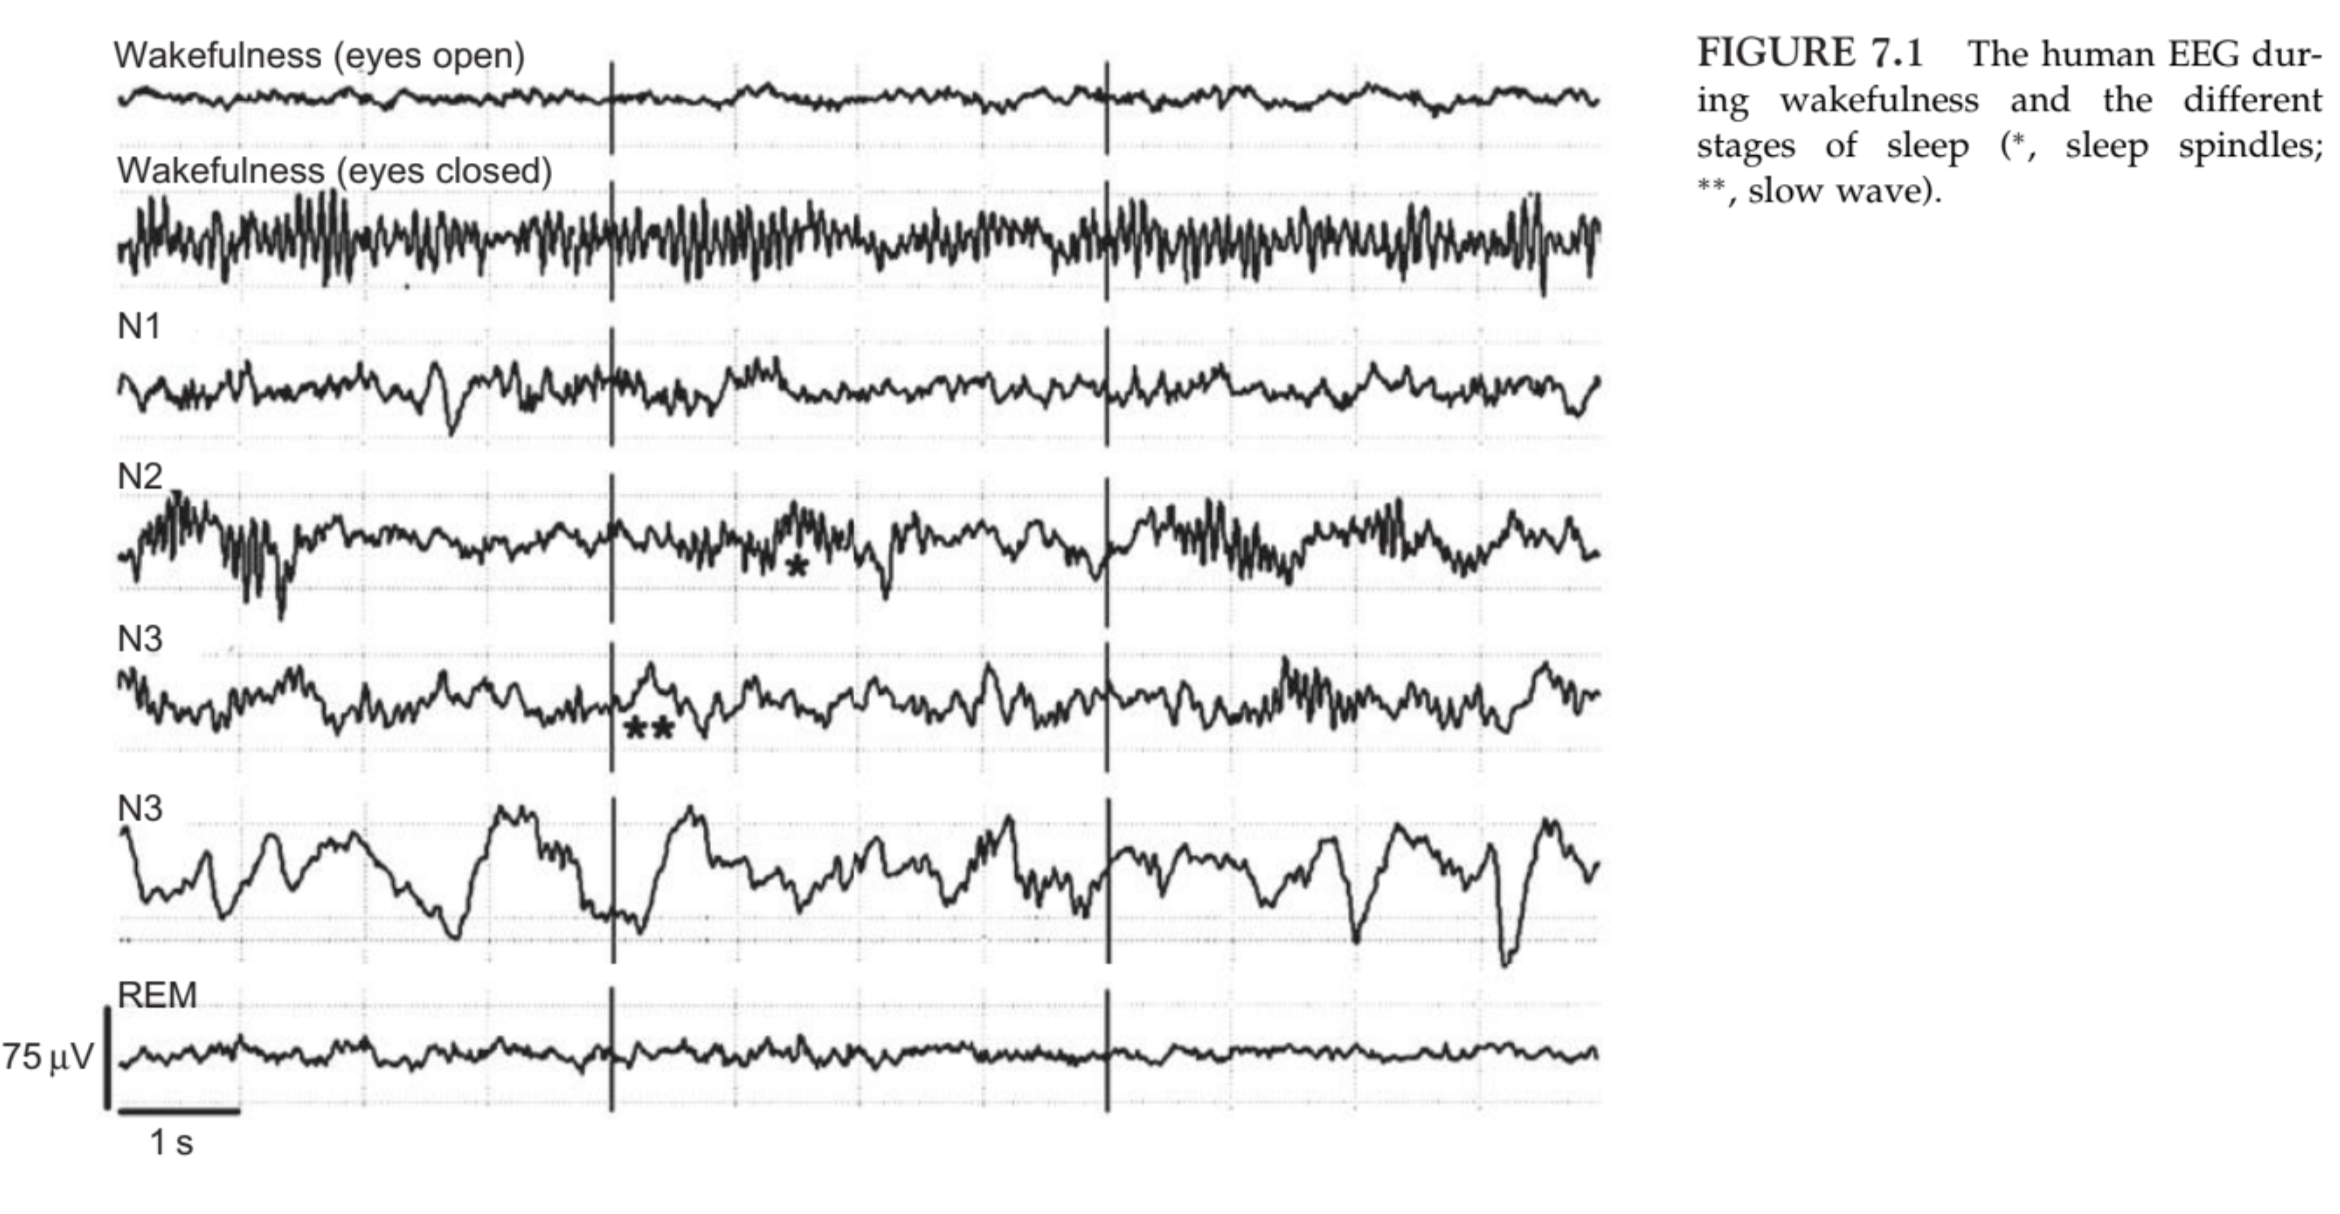 Wakefulness (eyes open)
Wakefulness (eyes closed)
N1
N2
*
N3
**
N3
REM
75 μV
1 s
FIGURE 7.1 The human EEG dur-
ing wakefulness and the different
stages of sleep (*, sleep spindles;
**, slow wave).